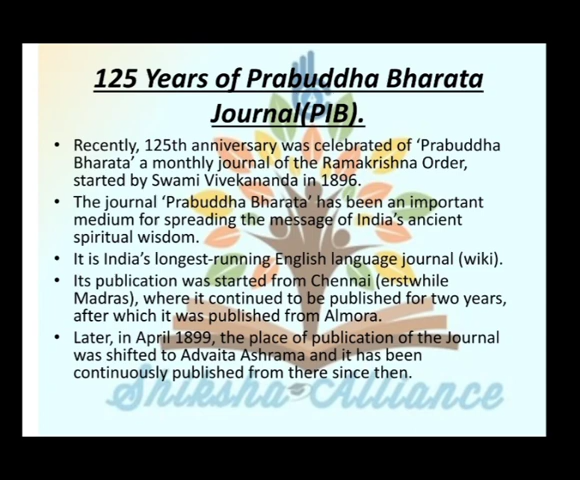 125 Years of Prabuddha Bharata
Journal(PIB).
• Recently, 125th anniversary was celebrated of ‘Prabuddha
Bharata’ a monthly journal of the Ramakrishna Order,
started by Swami Vivekananda in 1896.
• The journal ‘Prabuddha Bharata’ has been an important
medium for spreading the message of India’s ancient
spiritual wisdom.
• It is India’s longest-running English language journal (wiki).
• Its publication was started from Chennai (erstwhile
Madras), where it continued to be published for two years,
after which it was published from Almora.
• Later, in April 1899, the place of publication of the Journal
was shifted to Advaita Ashrama and it has been
continuously published from there since then.
Shiksha Alliance